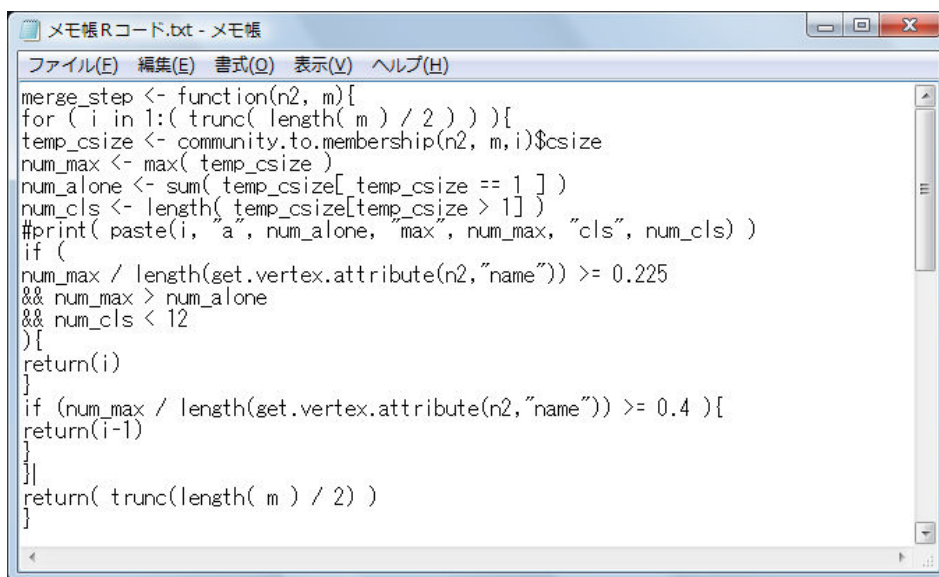 メモ帳Rコード.txt - メモ帳
ファイル(F) 編集(E) 書式(O) 表示(V) ヘルプ(H)
merge_step <- function(n2, m){
for ( i in 1:( trunc( length( m ) / 2 ) ) ){
temp_csize <- community.to.membership(n2, m,i)$csize
num_max <- max( temp_csize )
num_alone <- sum( temp_csize[ temp_csize == 1 ] )
num_cls <- length( temp_csize[temp_csize > 1] )
#print( paste(i, "a", num_alone, "max", num_max, "cls", num_cls) )
if (
num_max / length(get.vertex.attribute(n2,"name")) >= 0.225
&& num_max > num_alone
&& num_cls < 12
){
return(i)
}
if (num_max / length(get.vertex.attribute(n2,"name")) >= 0.4 ){
return(i-1)
}
}
return( trunc(length( m ) / 2) )
}